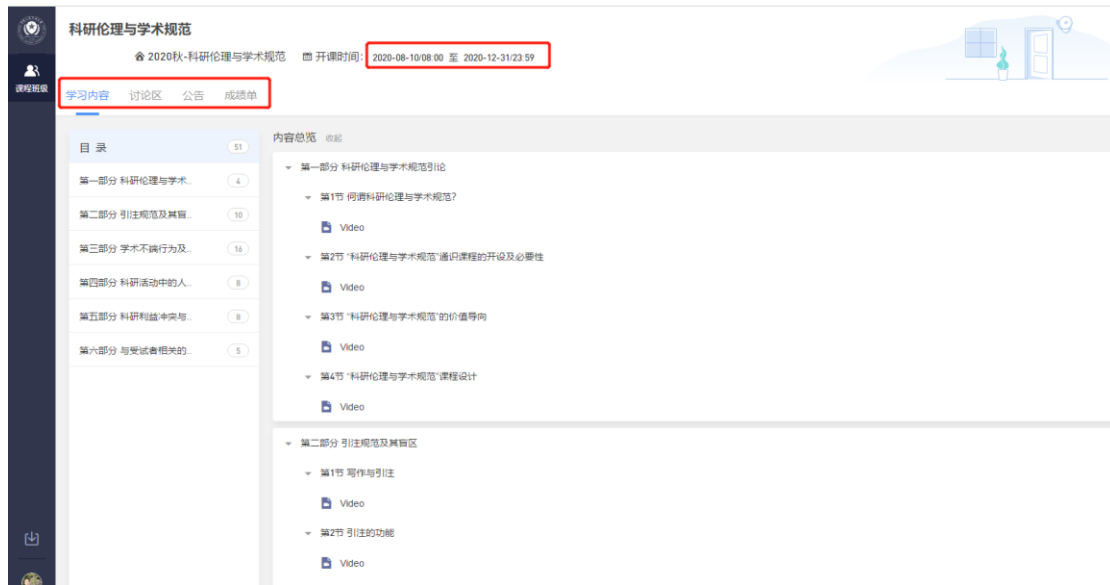 科研伦理与学术规范
2020秋-科研伦理与学术规范 开课时间: 2020-08-10/08:00 至 2020-12-31/23:59
课程班级
学习内容 讨论区 公告 成绩单
目录 51
第一部分 科研伦理与学术... 4
第二部分 引注规范及其盲... 10
第三部分 学术不端行为及... 16
第四部分 科研活动中的人... 8
第五部分 科研利益冲突与... 8
第六部分 与受试者相关的... 5
内容总览 收起
第一部分 科研伦理与学术规范引论
第1节 何谓科研伦理与学术规范?
Video
第2节 “科研伦理与学术规范”通识课程的开设及必要性
Video
第3节 “科研伦理与学术规范”的价值导向
Video
第4节 “科研伦理与学术规范”课程设计
Video
第二部分 引注规范及其盲区
第1节 写作与引注
Video
第2节 引注的功能
Video